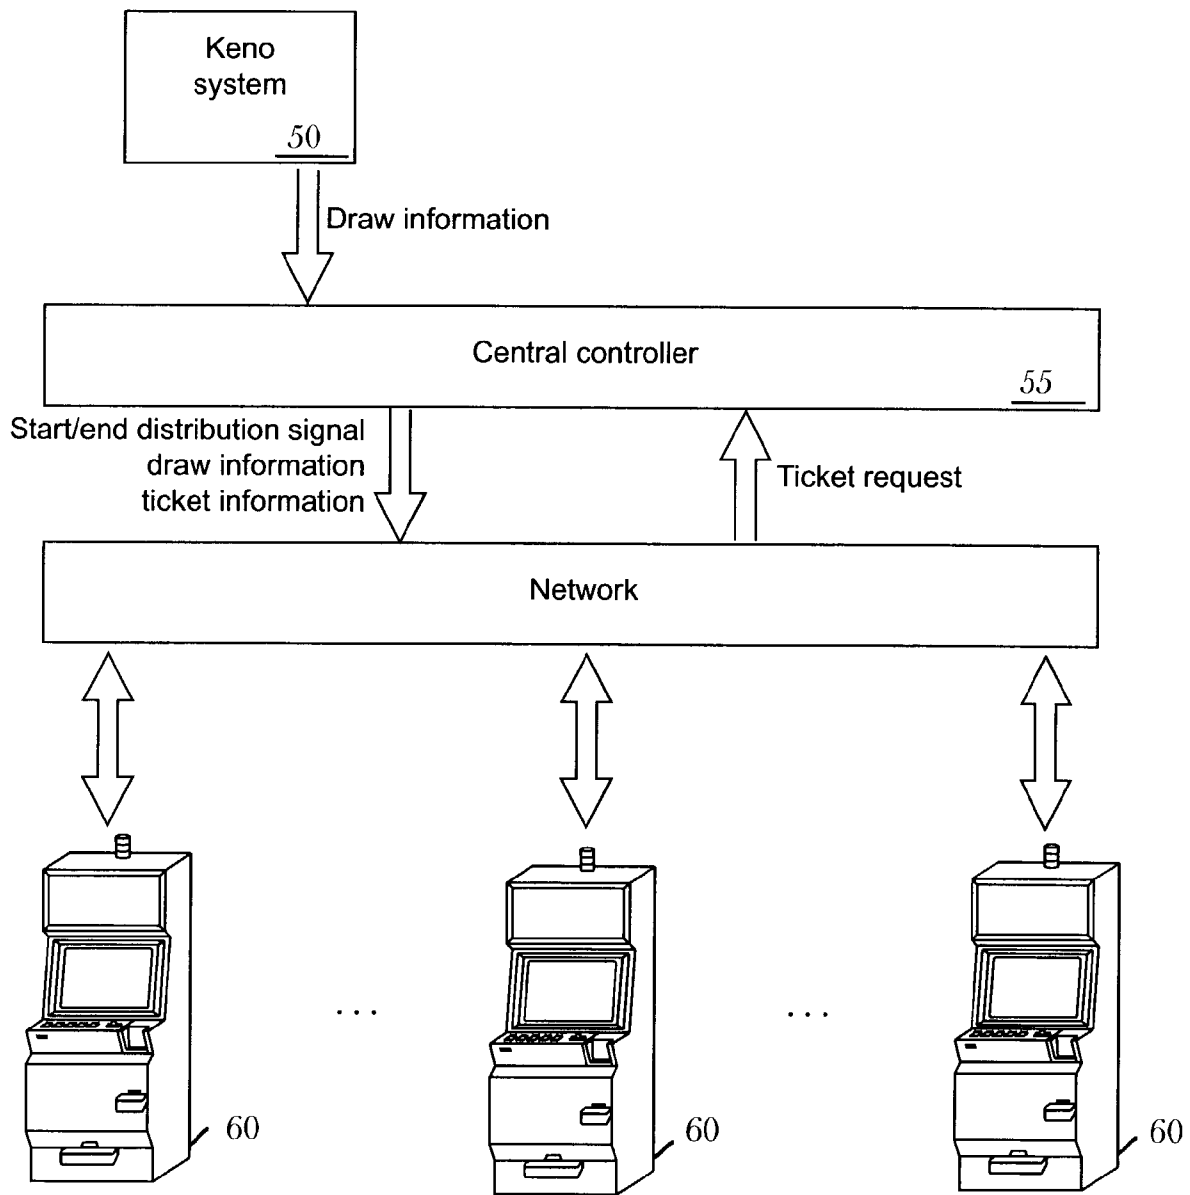 Keno
system
50
Draw information
Central controller
55
Start/end distribution signal
draw information
ticket information
Ticket request
Network
...
...
60
60
60